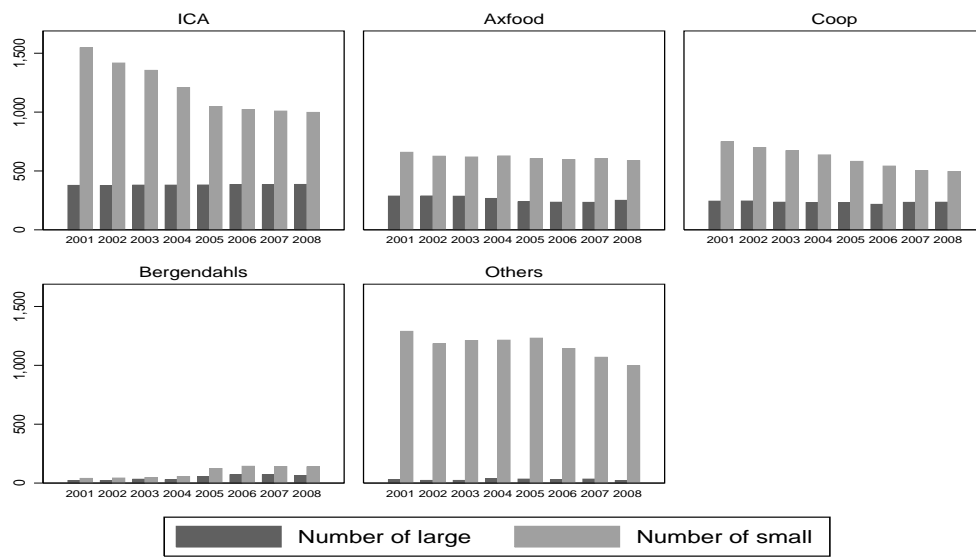 ICA Axfood Coop
1,500
1,000
500
0
2001 2002 2003 2004 2005 2006 2007 2008 2001 2002 2003 2004 2005 2006 2007 2008 2001 2002 2003 2004 2005 2006 2007 2008
Bergendahls Others
1,500
1,000
500
0
2001 2002 2003 2004 2005 2006 2007 2008 2001 2002 2003 2004 2005 2006 2007 2008
Number of large Number of small